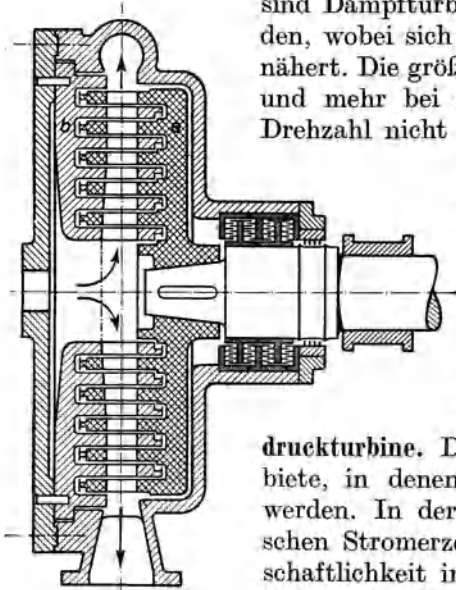 sind Dampfturb
den, wobei sich
nähert. Die größ
und mehr bei
Drehzahl nicht
b
a
druckturbine. D
biete, in denen
werden. In der
schen Stromerze
schaftlichkeit in